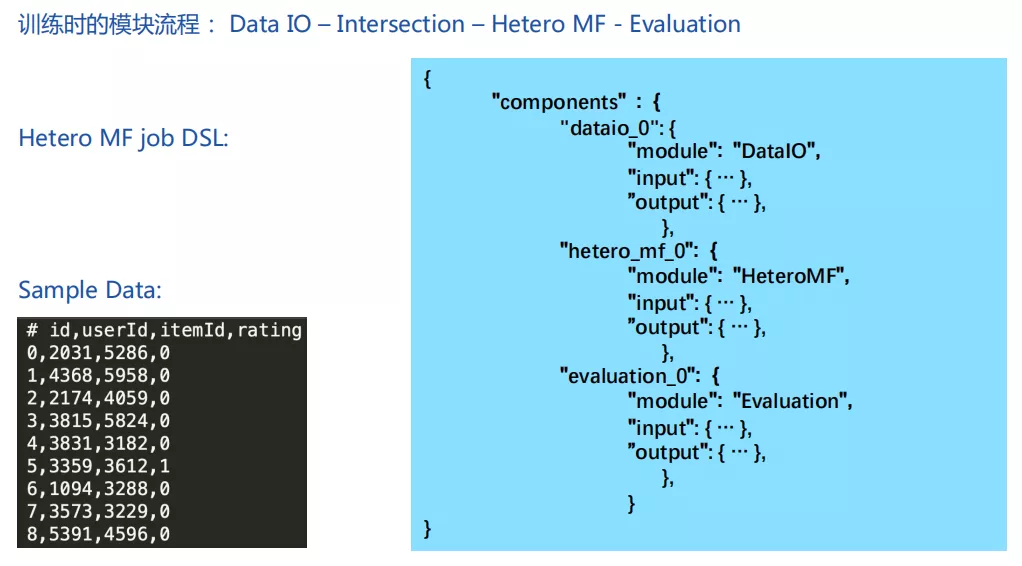 训练时的模块流程： Data IO – Intersection – Hetero MF - Evaluation
Hetero MF job DSL:
Sample Data:
# id,userId,itemId,rating
0,2031,5286,0
1,4368,5958,0
2,2174,4059,0
3,3815,5824,0
4,3831,3182,0
5,3359,3612,1
6,1094,3288,0
7,3573,3229,0
8,5391,4596,0
{
"components" : {
"dataio_0": {
"module": "DataIO",
"input": { … },
”output": { … },
},
"hetero_mf_0": {
"module": "HeteroMF",
"input": { … },
”output": { … },
},
"evaluation_0": {
"module": "Evaluation",
"input": { … },
”output": { … },
},
}
}